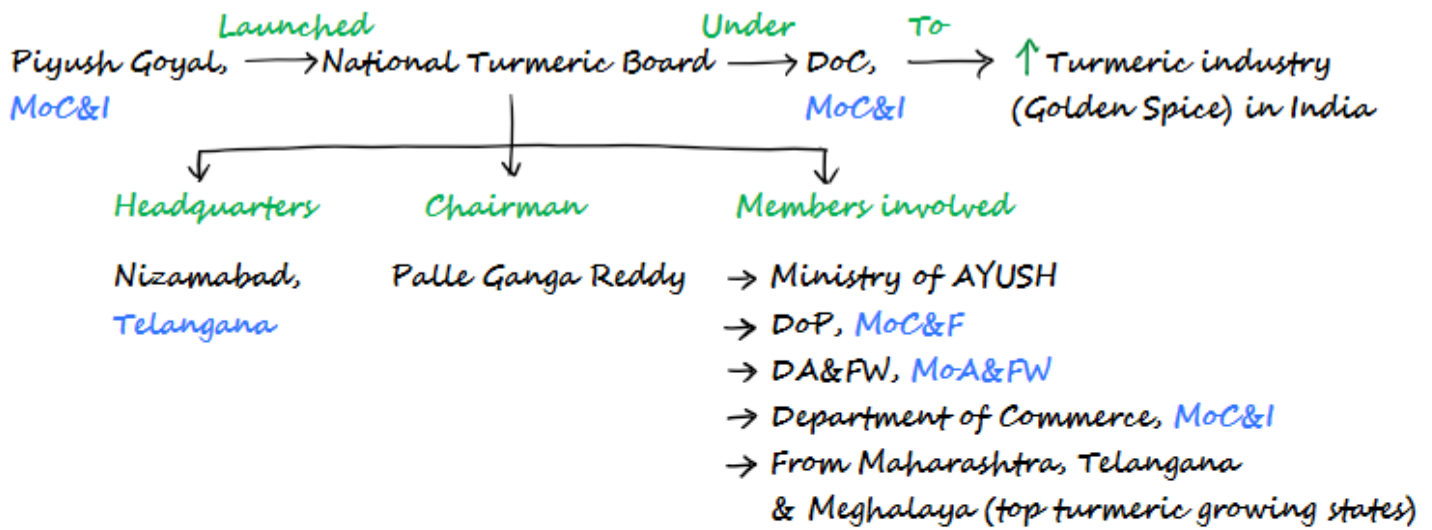 Launched
Under
To
Piyush Goyal,
National Turmeric Board
DoC,
↑ Turmeric industry
MoC&I
MoC&I
(Golden Spice) in India
Headquarters
Chairman
Members involved
Nizamabad,
Telangana
Palle Ganga Reddy
→ Ministry of AYUSH
→ DoP, MoC&F
→ DA&FW, MoA&FW
→ Department of Commerce, MoC&I
→ From Maharashtra, Telangana
& Meghalaya (top turmeric growing states)